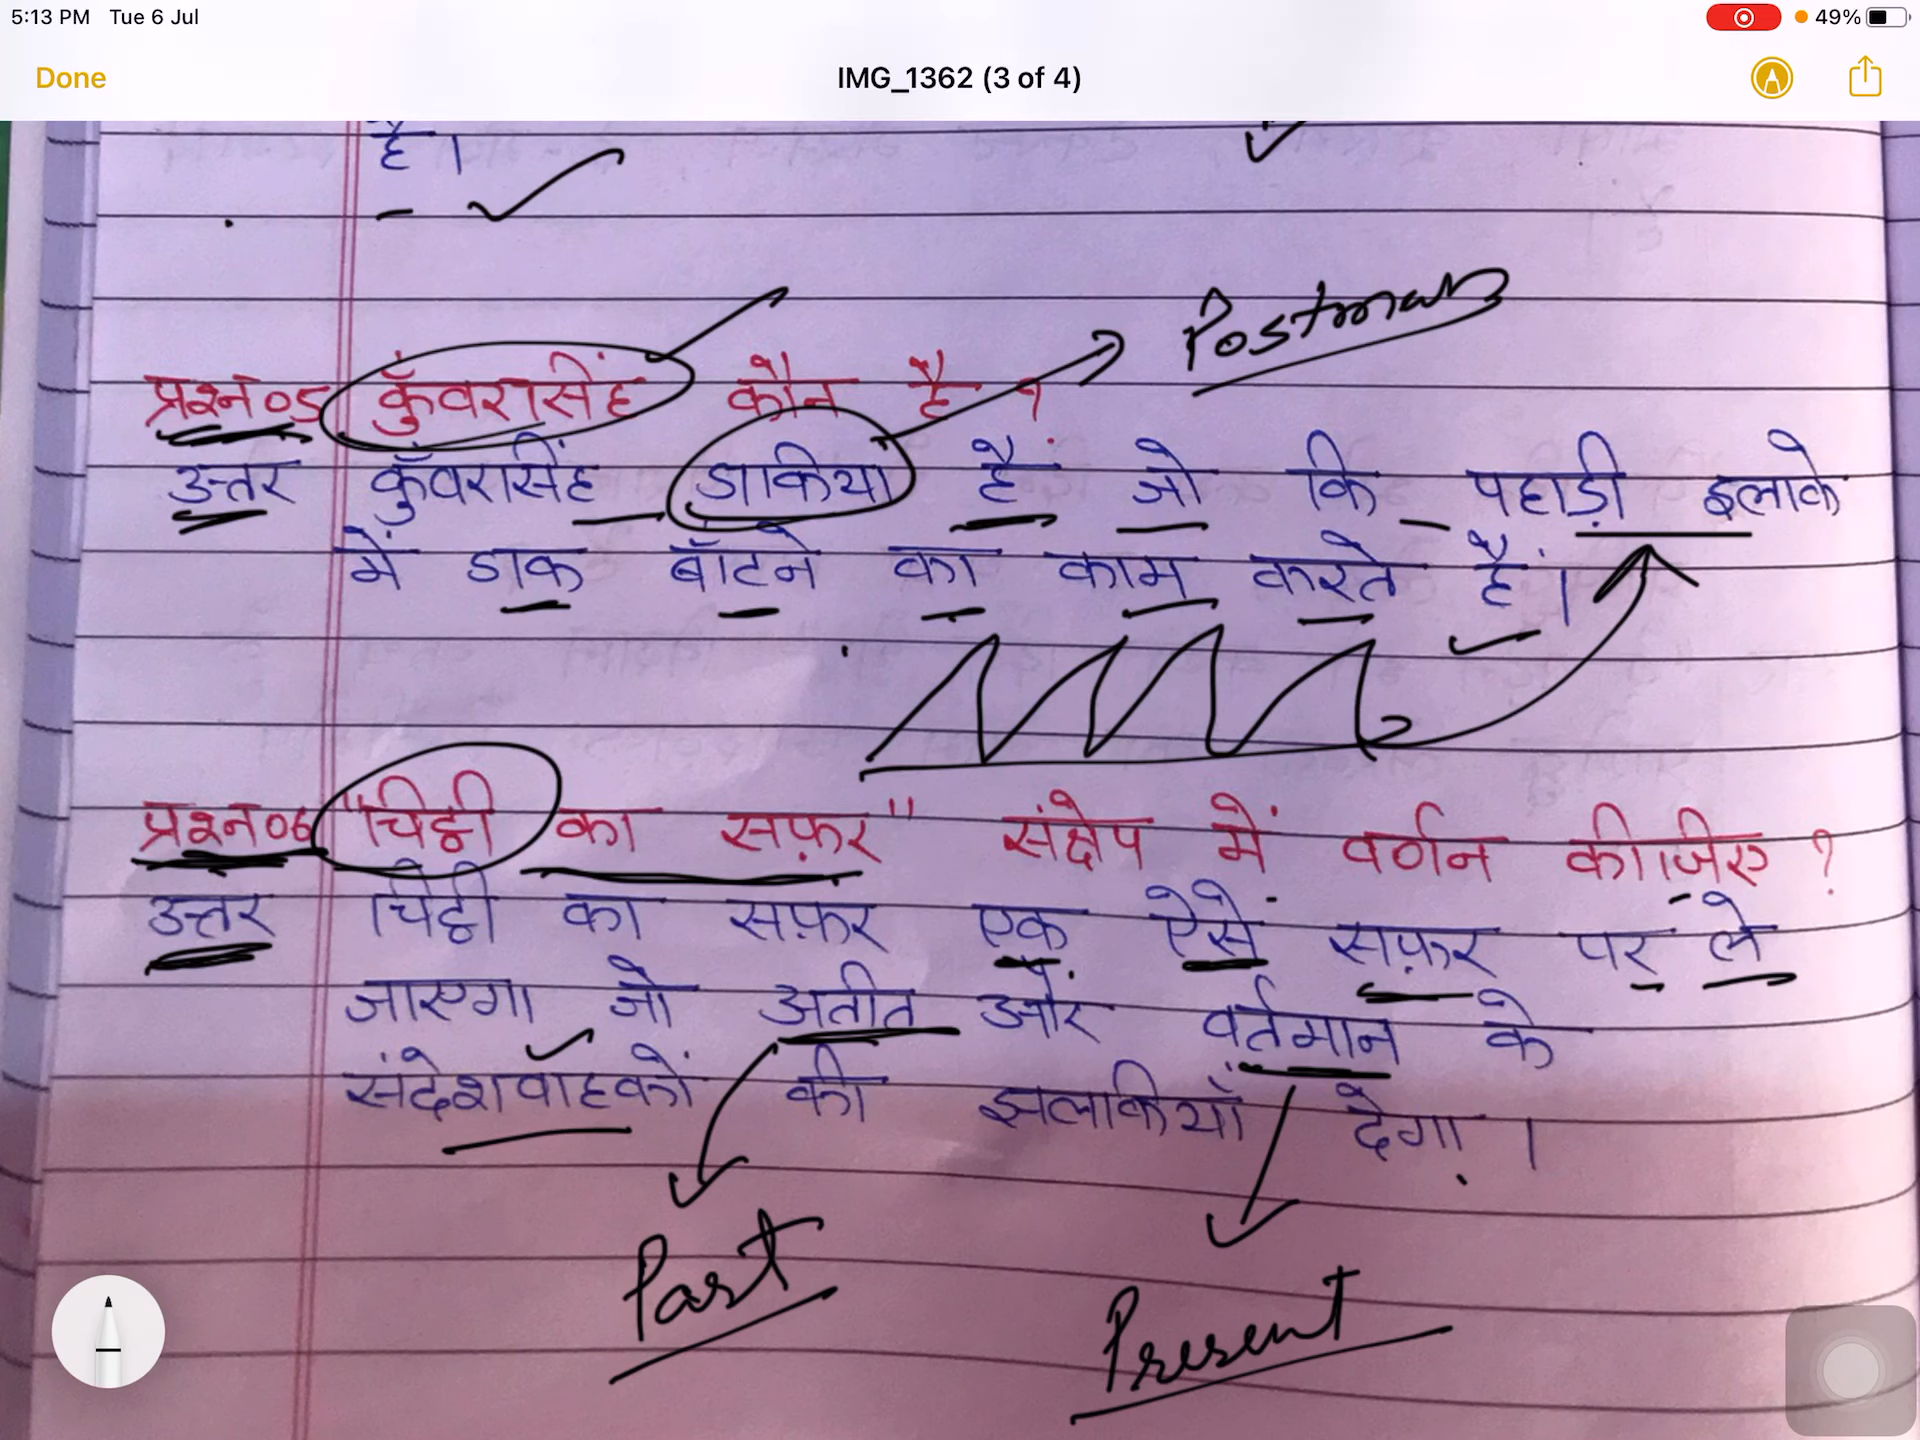 5:13 PM Tue 6 Jul 49%
Done IMG_1362 (3 of 4)
है।
Postman
प्रश्न05 कुँवरसिंह कौन है ?
उत्तर कुँवरसिंह डाकिया है जो कि पहाड़ी इलाके
में डाक बाँटने का काम करते हैं।
प्रश्न06 "चिट्ठी का सफ़र" संक्षेप में वर्णन कीजिए ?
उत्तर चिट्ठी का सफ़र एक ऐसे सफ़र पर ले
जाएगा जो अतीत और वर्तमान के
संदेशवाहकों की झलकियाँ देगा।
Past
Present